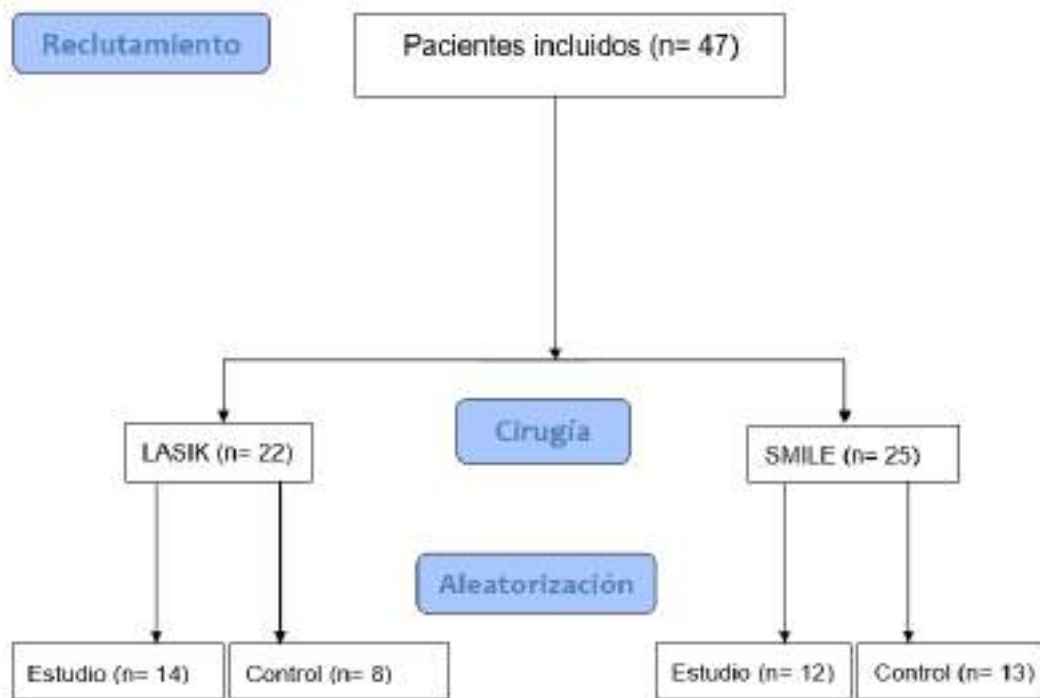 Reclutamiento
Pacientes incluidos (n= 47)
Cirugía
LASIK (n= 22)
SMILE (n= 25)
Aleatorización
Estudio (n= 14)
Control (n= 8)
Estudio (n= 12)
Control (n= 13)